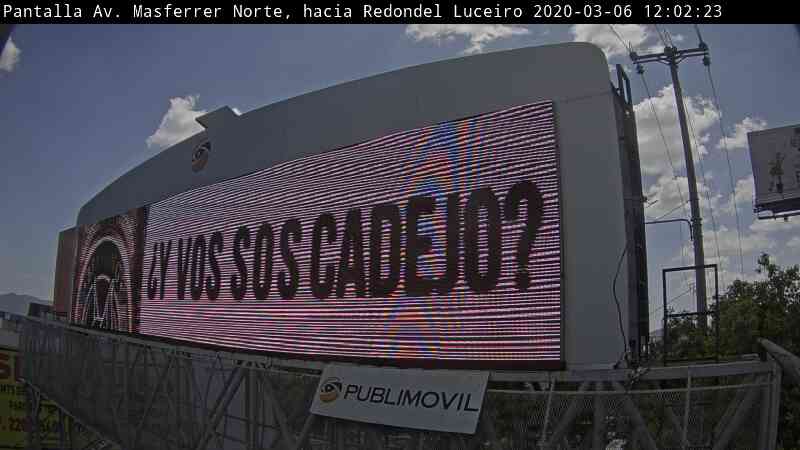 Pantalla Av. Masferrer Norte, hacia Redondel Luceiro 2020-03-06 12:02:23
¿Y VOS SOS CADEJO?
PUBLIMOVIL